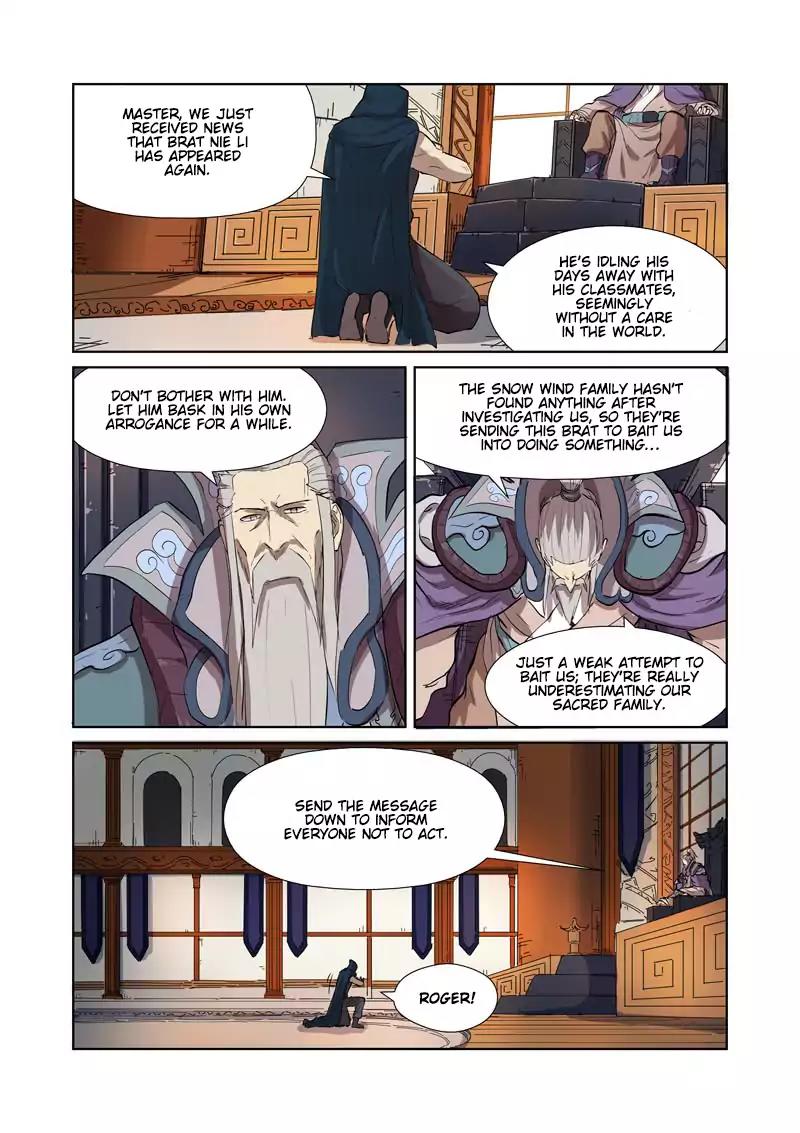 MASTER, WE JUST
RECEIVED NEWS
THAT BRAT NIE LI
HAS APPEARED
AGAIN.
HE'S IDLING HIS
DAYS AWAY WITH
HIS CLASSMATES,
SEEMINGLY
WITHOUT A CARE
IN THE WORLD.
DON'T BOTHER WITH HIM.
LET HIM BASK IN HIS OWN
ARROGANCE FOR A WHILE.
THE SNOW WIND FAMILY HASN'T
FOUND ANYTHING AFTER
INVESTIGATING US, SO THEY'RE
SENDING THIS BRAT TO BAIT US
INTO DOING SOMETHING...
JUST A WEAK ATTEMPT TO
BAIT US; THEY'RE REALLY
UNDERESTIMATING OUR
SACRED FAMILY.
SEND THE MESSAGE
DOWN TO INFORM
EVERYONE NOT TO ACT.
ROGER!